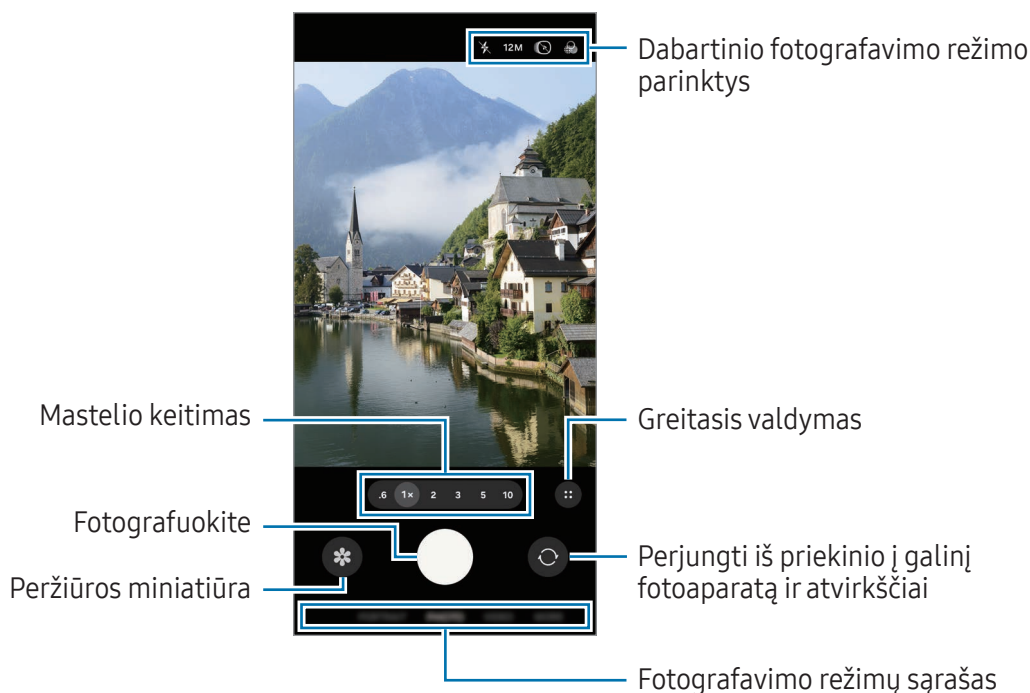 12M
Dabartinio fotografavimo režimo
parinktys
Mastelio keitimas
Greitasis valdymas
.6 1× 2 3 5 10
Fotografuokite
Peržiūros miniatiūra
Perjungti iš priekinio į galinį
fotoaparatą ir atvirkščiai
Fotografavimo režimų sąrašas